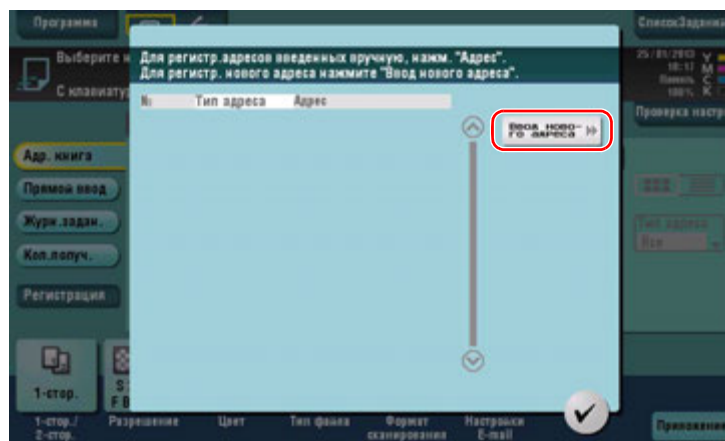 Программа
СписокЗаданий
Выберите
С клавиату
Для регистр.адресов введенных вручную, нажм. "Адрес".
Для регистр. нового адреса нажмите "Ввод нового адреса".
№ Тип адреса Адрес
Ввод ново-
го адреса
25/01/2013
18:17
Память
100%
Y
M
C
K
Проверка настр
Адр. книга
Прямой ввод
Журн.задан.
Кол.получ.
Регистрация
Тип адреса
Все
1-стор.
1-стор./
2-стор.
Разрешение
Цвет
Тип файла
Формат
сканирования
Настройки
E-mail
Приложение